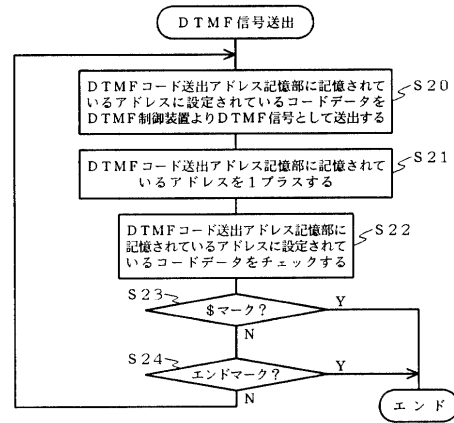 DTMF信号送出
DTMFコード送出アドレス記憶部に記憶されて
いるアドレスに設定されているコードデータを
DTMF制御装置よりDTMF信号として送出する
S20
DTMFコード送出アドレス記憶部に記憶されて
いるアドレスを1プラスする
S21
DTMFコード送出アドレス記憶部に
記憶されているアドレスに設定されて
いるコードデータをチェックする
S22
S23
$マーク?
Y
N
S24
エンドマーク?
Y
N
エンド